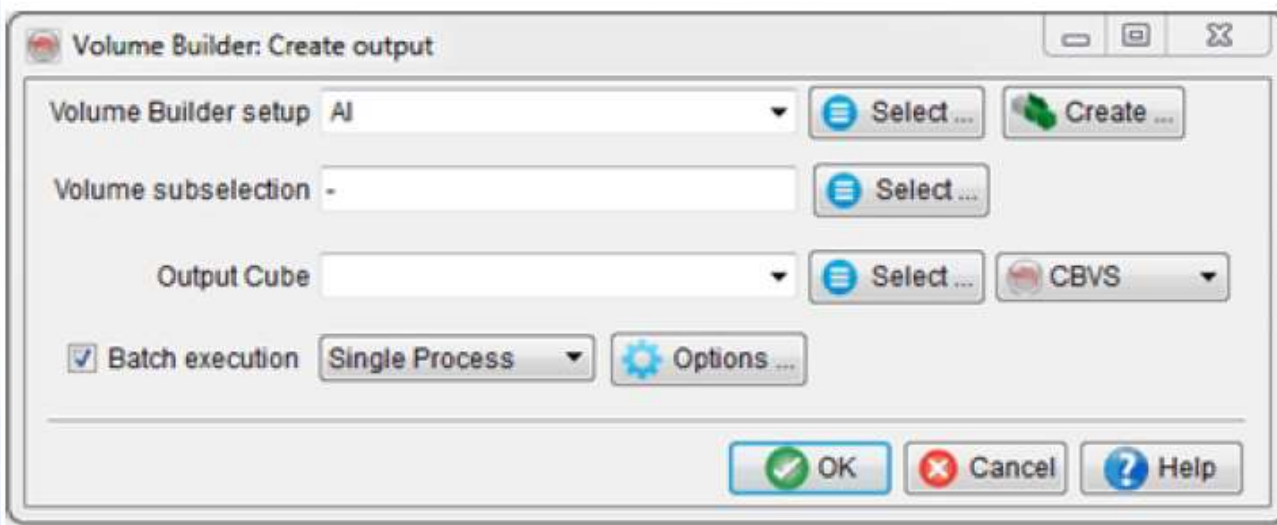 Volume Builder: Create output
Volume Builder setup AI Select ... Create ...
Volume subselection - Select ...
Output Cube Select ... CBVS
Batch execution Single Process Options ...
OK Cancel Help